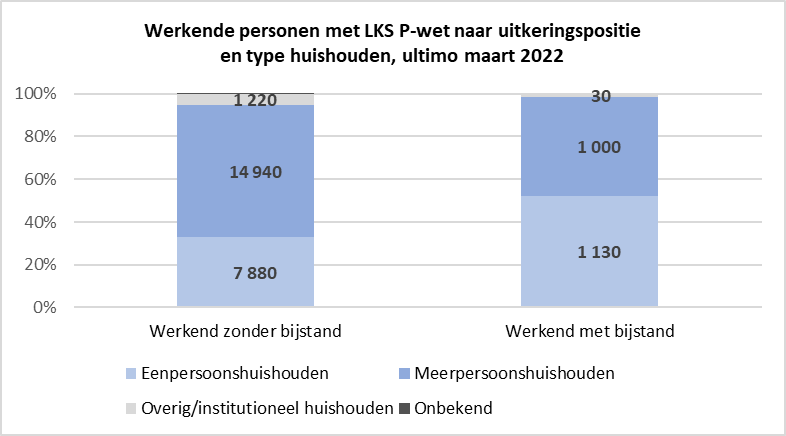 Werkende personen met LKS P-wet naar uitkeringspositie
en type huishouden, ultimo maart 2022
100%
80%
60%
40%
20%
0%
1 220
14 940
7 880
30
1 000
1 130
Werkend zonder bijstand
Werkend met bijstand
Eenpersoonshuishouden
Meerpersoonshuishouden
Overig/institutioneel huishouden
Onbekend